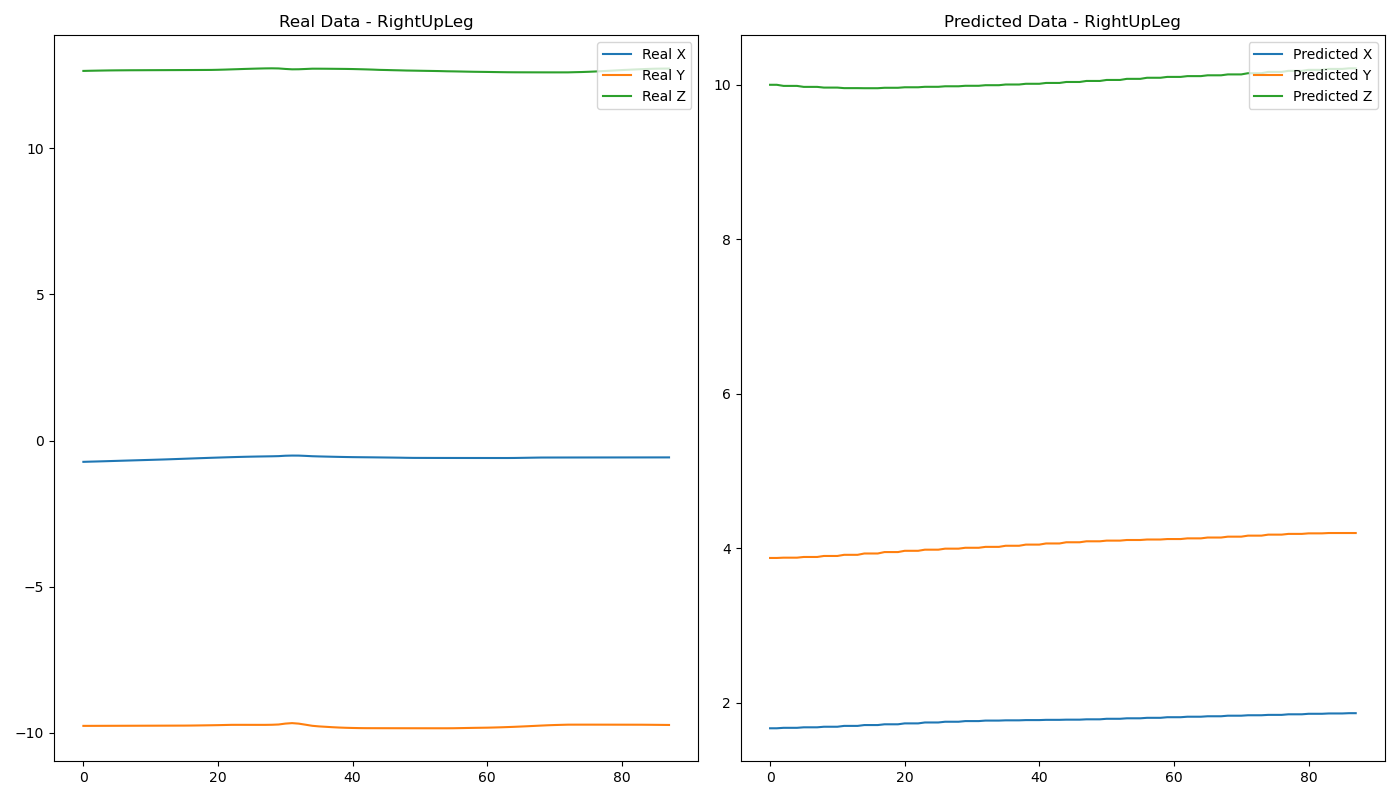 Real Data - RightUpLeg
Real X
Real Y
Real Z
10
5
0
−5
−10
0
20
40
60
80
Predicted Data - RightUpLeg
Predicted X
Predicted Y
Predicted Z
10
8
6
4
2
0
20
40
60
80